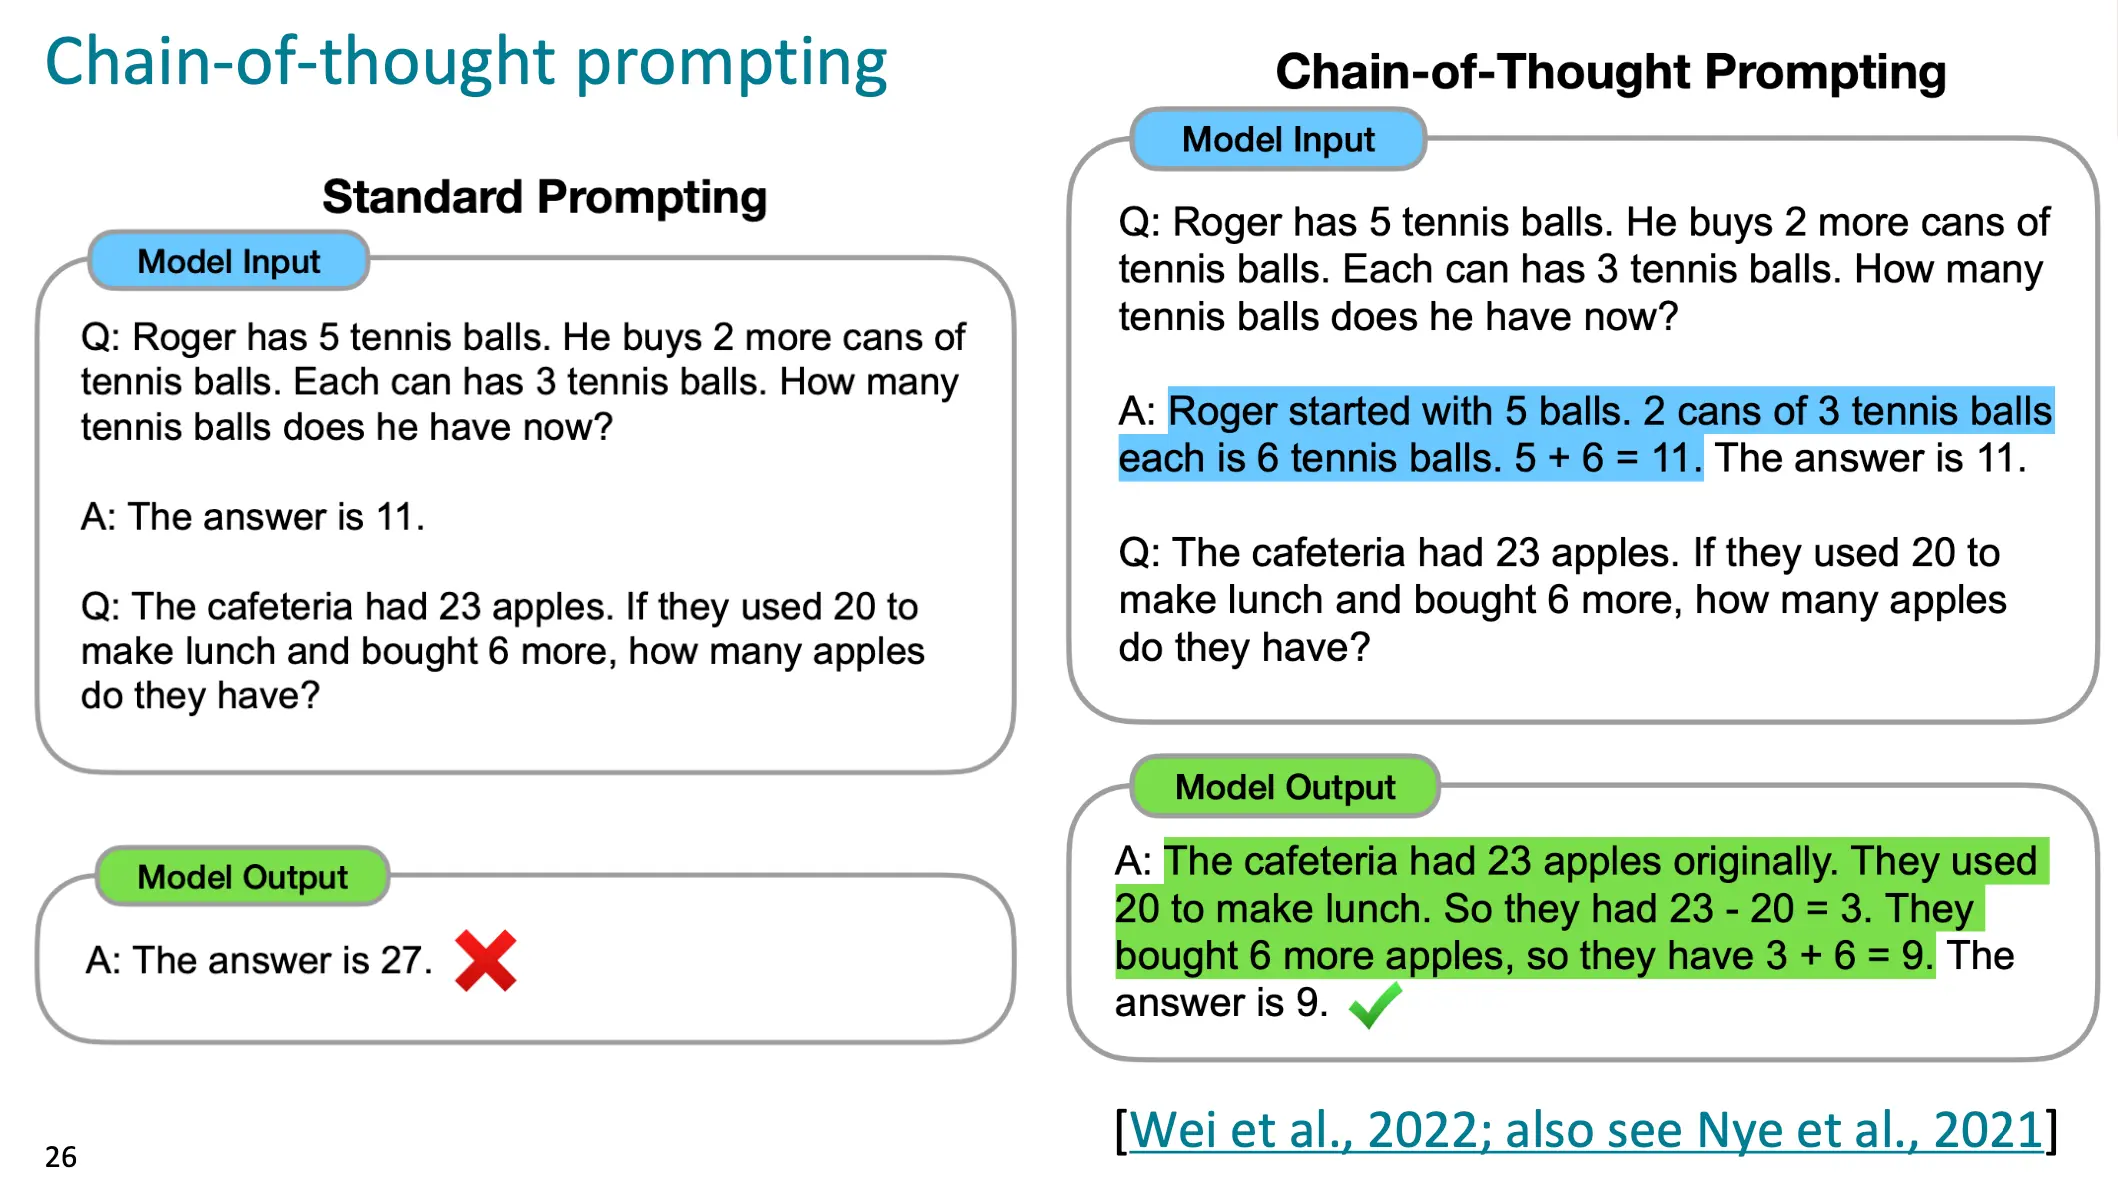 Chain-of-thought prompting
Standard Prompting
Model Input
Q: Roger has 5 tennis balls. He buys 2 more cans of
tennis balls. Each can has 3 tennis balls. How many
tennis balls does he have now?
A: The answer is 11.
Q: The cafeteria had 23 apples. If they used 20 to
make lunch and bought 6 more, how many apples
do they have?
Model Output
A: The answer is 27.
Chain-of-Thought Prompting
Model Input
Q: Roger has 5 tennis balls. He buys 2 more cans of
tennis balls. Each can has 3 tennis balls. How many
tennis balls does he have now?
A: Roger started with 5 balls. 2 cans of 3 tennis balls
each is 6 tennis balls. 5 + 6 = 11. The answer is 11.
Q: The cafeteria had 23 apples. If they used 20 to
make lunch and bought 6 more, how many apples
do they have?
Model Output
A: The cafeteria had 23 apples originally. They used
20 to make lunch. So they had 23 - 20 = 3. They
bought 6 more apples, so they have 3 + 6 = 9. The
answer is 9.
[Wei et al., 2022; also see Nye et al., 2021]
26